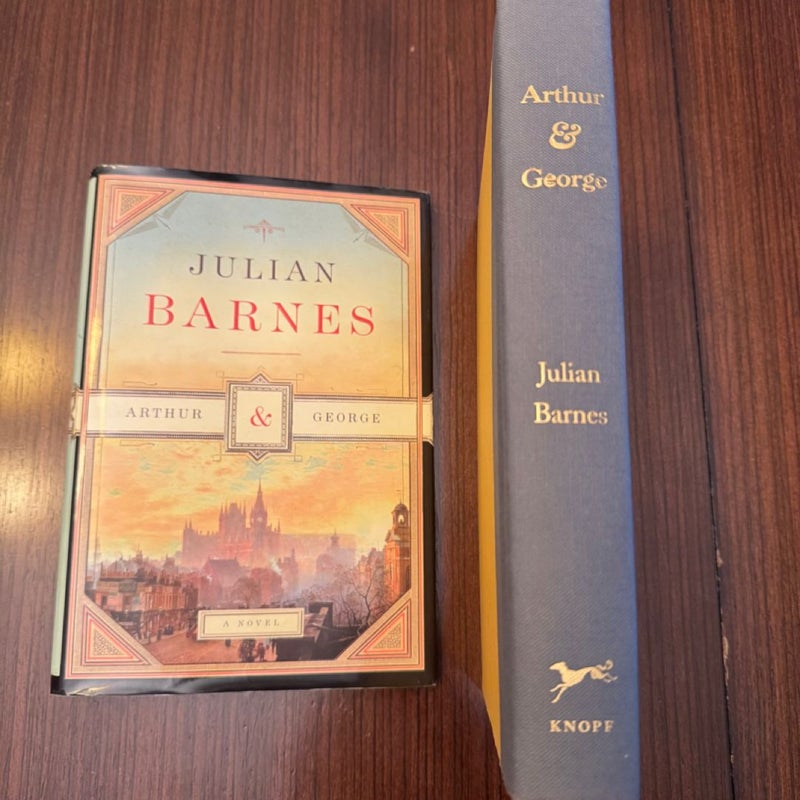 JULIAN
BARNES
ARTHUR & GEORGE
A NOVEL
Arthur
&
George
Julian
Barnes
KNOPF